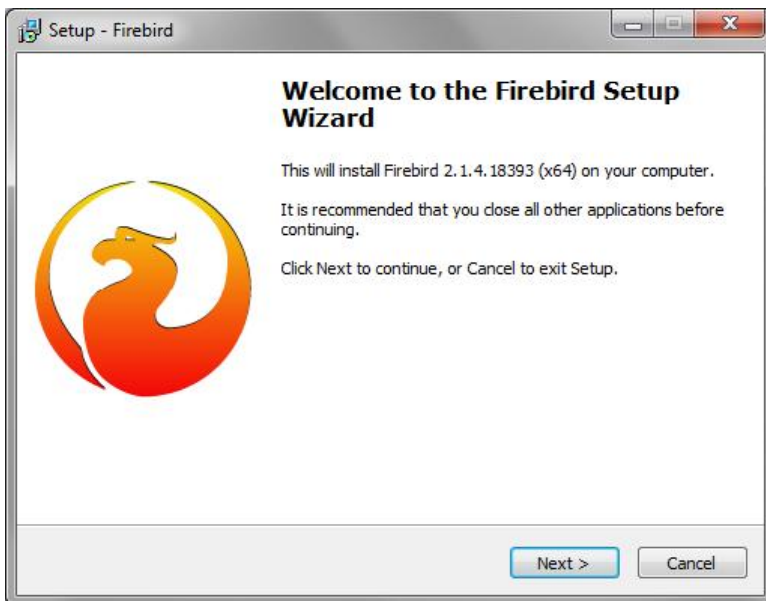 Setup - Firebird
Welcome to the Firebird Setup
Wizard
This will install Firebird 2.1.4.18393 (x64) on your computer.
It is recommended that you close all other applications before
continuing.
Click Next to continue, or Cancel to exit Setup.
Next >
Cancel